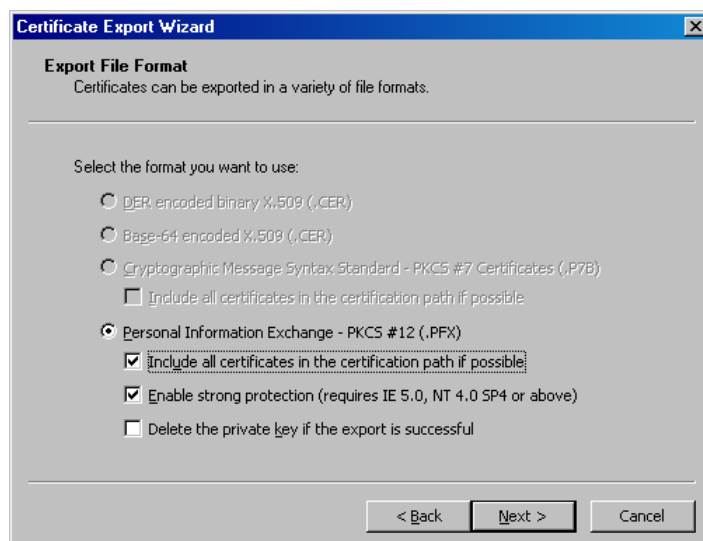 Certificate Export Wizard
Export File Format
Certificates can be exported in a variety of file formats.
Select the format you want to use:
DER encoded binary X.509 (.CER)
Base-64 encoded X.509 (.CER)
Cryptographic Message Syntax Standard - PKCS #7 Certificates (.P7B)
Include all certificates in the certification path if possible
Personal Information Exchange - PKCS #12 (.PFX)
Include all certificates in the certification path if possible
Enable strong protection (requires IE 5.0, NT 4.0 SP4 or above)
Delete the private key if the export is successful
< Back Next > Cancel